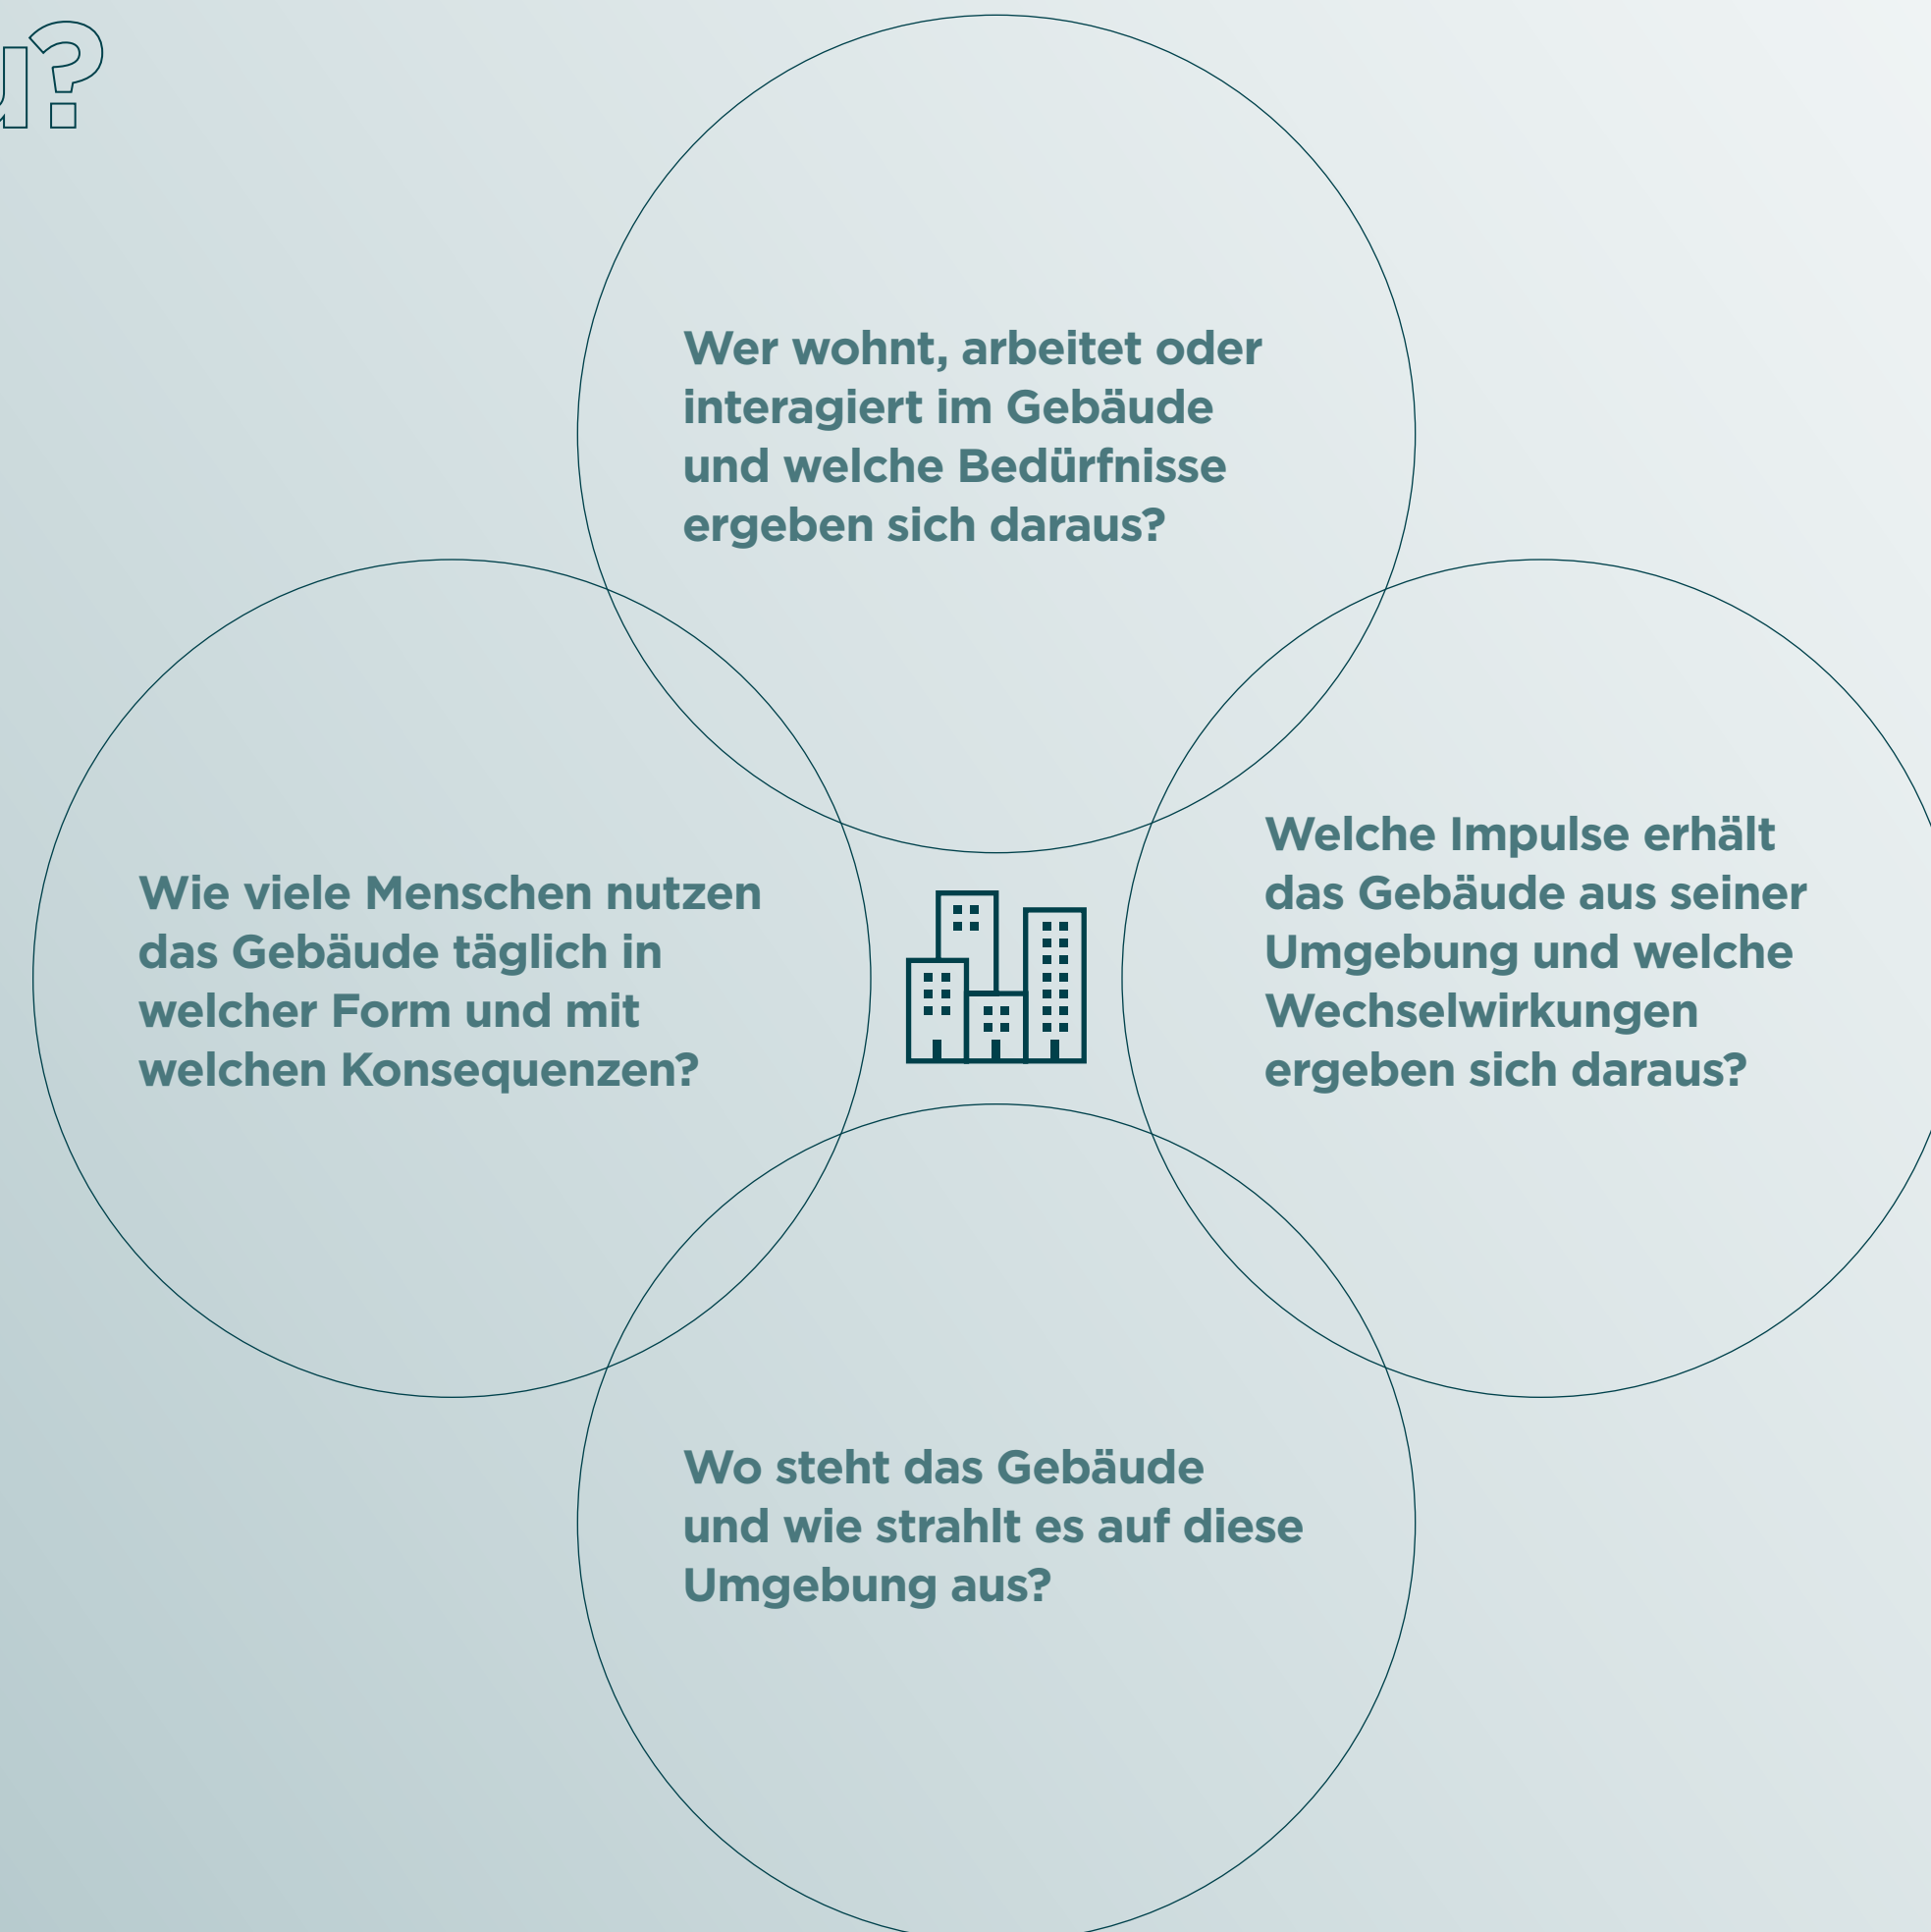 u?
Wer wohnt, arbeitet oder
interagiert im Gebäude
und welche Bedürfnisse
ergeben sich daraus?
Wie viele Menschen nutzen
das Gebäude täglich in
welcher Form und mit
welchen Konsequenzen?
Welche Impulse erhält
das Gebäude aus seiner
Umgebung und welche
Wechselwirkungen
ergeben sich daraus?
Wo steht das Gebäude
und wie strahlt es auf diese
Umgebung aus?